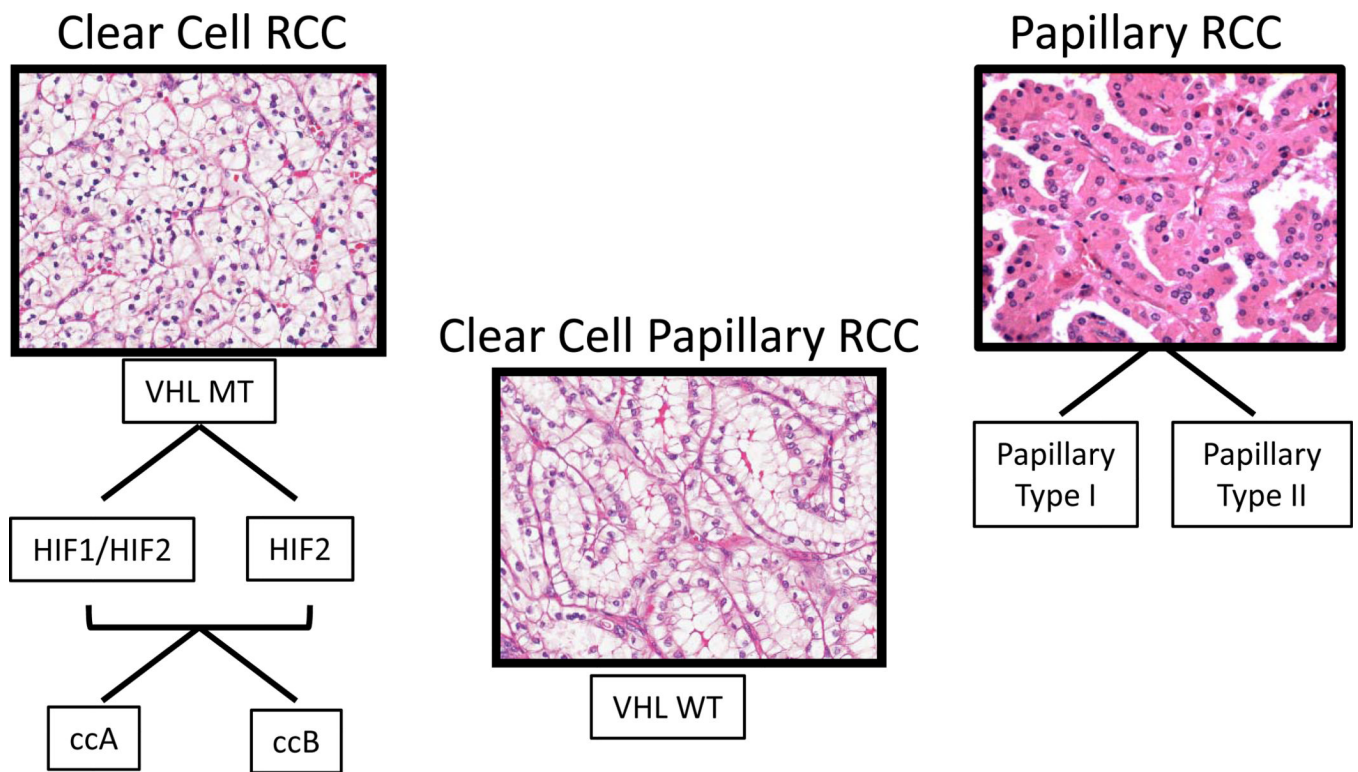 Clear Cell RCC
Papillary RCC
Clear Cell Papillary RCC
VHL MT
HIF1/HIF2
HIF2
ccA
ccB
VHL WT
Papillary
Type I
Papillary
Type II